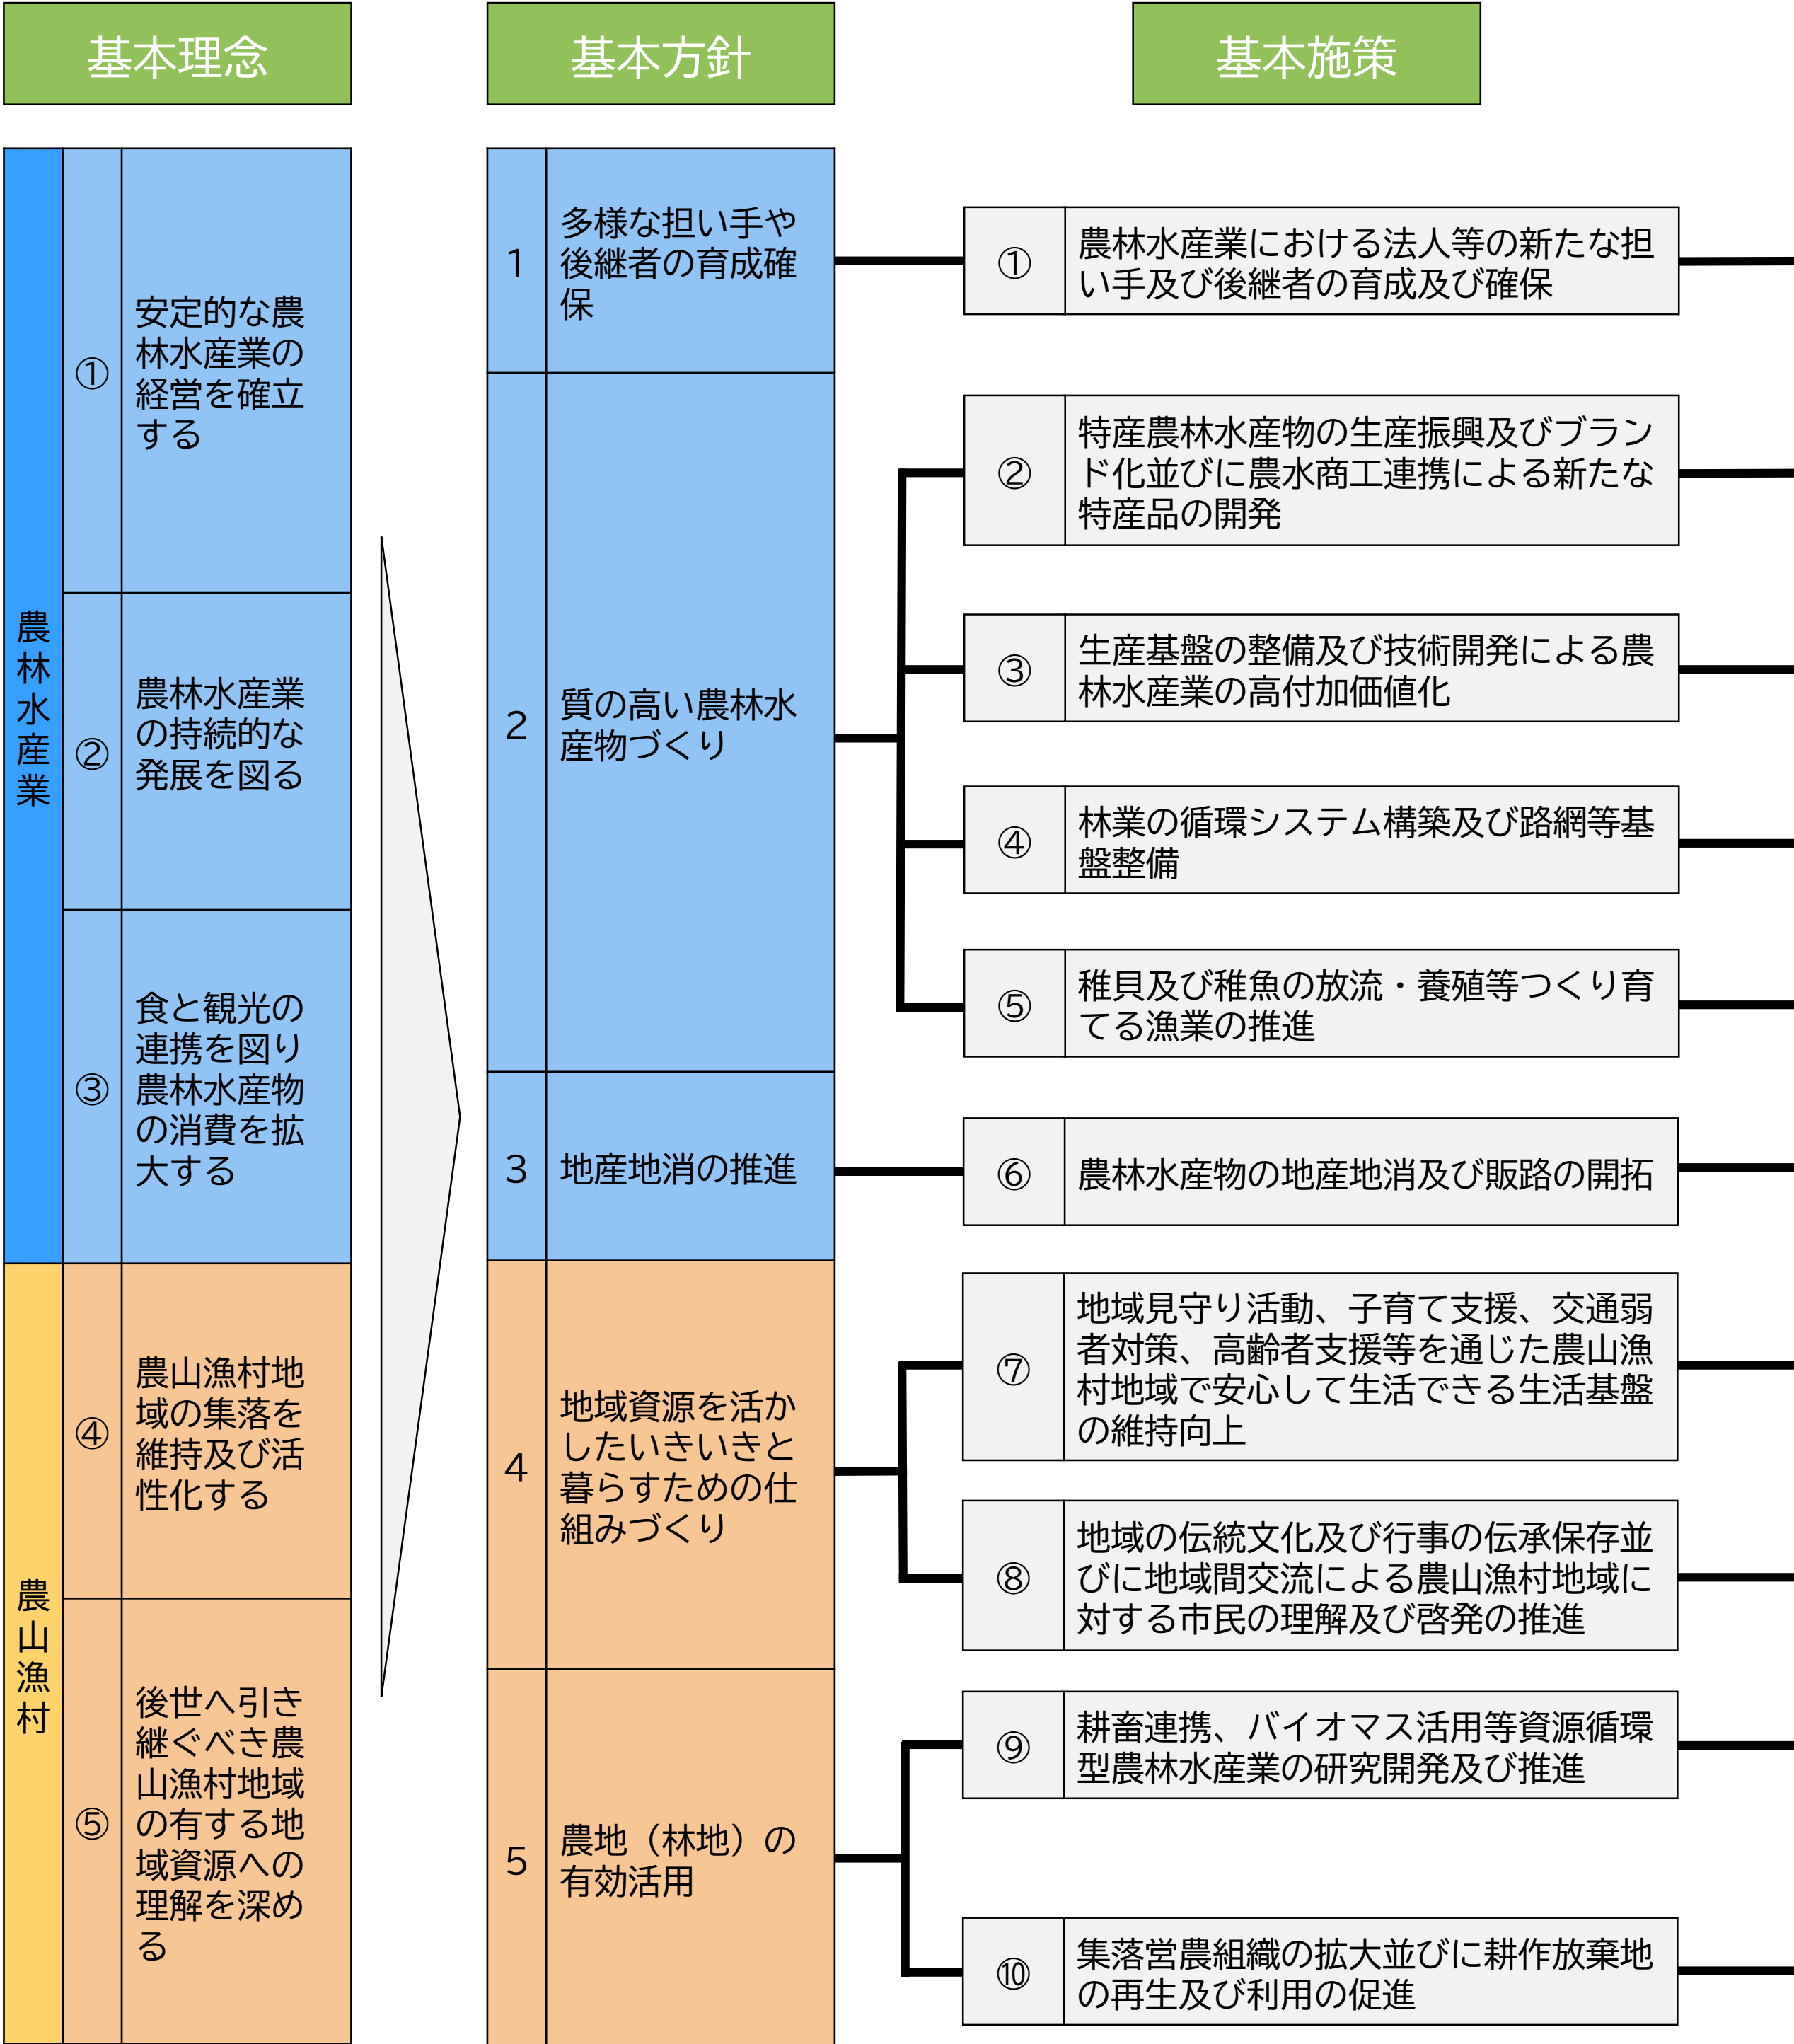 基本理念
基本方針
基本施策
農林水産業
①
安定的な農
林水産業の
経営を確立
する
②
農林水産業
の持続的な
発展を図る
③
食と観光の
連携を図り
農林水産物
の消費を拡
大する
農山漁村
④
農山漁村地
域の集落を
維持及び活
性化する
⑤
後世へ引き
継ぐべき農
山漁村地域
の有する地
域資源への
理解を深め
る
1
多様な担い手や
後継者の育成確
保
2
質の高い農林水
産物づくり
3
地産地消の推進
4
地域資源を活か
したいきいきと
暮らすための仕
組みづくり
5
農地（林地）の
有効活用
①
農林水産業における法人等の新たな担
い手及び後継者の育成及び確保
②
特産農林水産物の生産振興及びブラン
ド化並びに農水商工連携による新たな
特産品の開発
③
生産基盤の整備及び技術開発による農
林水産業の高付加価値化
④
林業の循環システム構築及び路網等基
盤整備
⑤
稚貝及び稚魚の放流・養殖等つくり育
てる漁業の推進
⑥
農林水産物の地産地消及び販路の開拓
⑦
地域見守り活動、子育て支援、交通弱
者対策、高齢者支援等を通じた農山漁
村地域で安心して生活できる生活基盤
の維持向上
⑧
地域の伝統文化及び行事の伝承保存並
びに地域間交流による農山漁村地域に
対する市民の理解及び啓発の推進
⑨
耕畜連携、バイオマス活用等資源循環
型農林水産業の研究開発及び推進
⑩
集落営農組織の拡大並びに耕作放棄地
の再生及び利用の促進